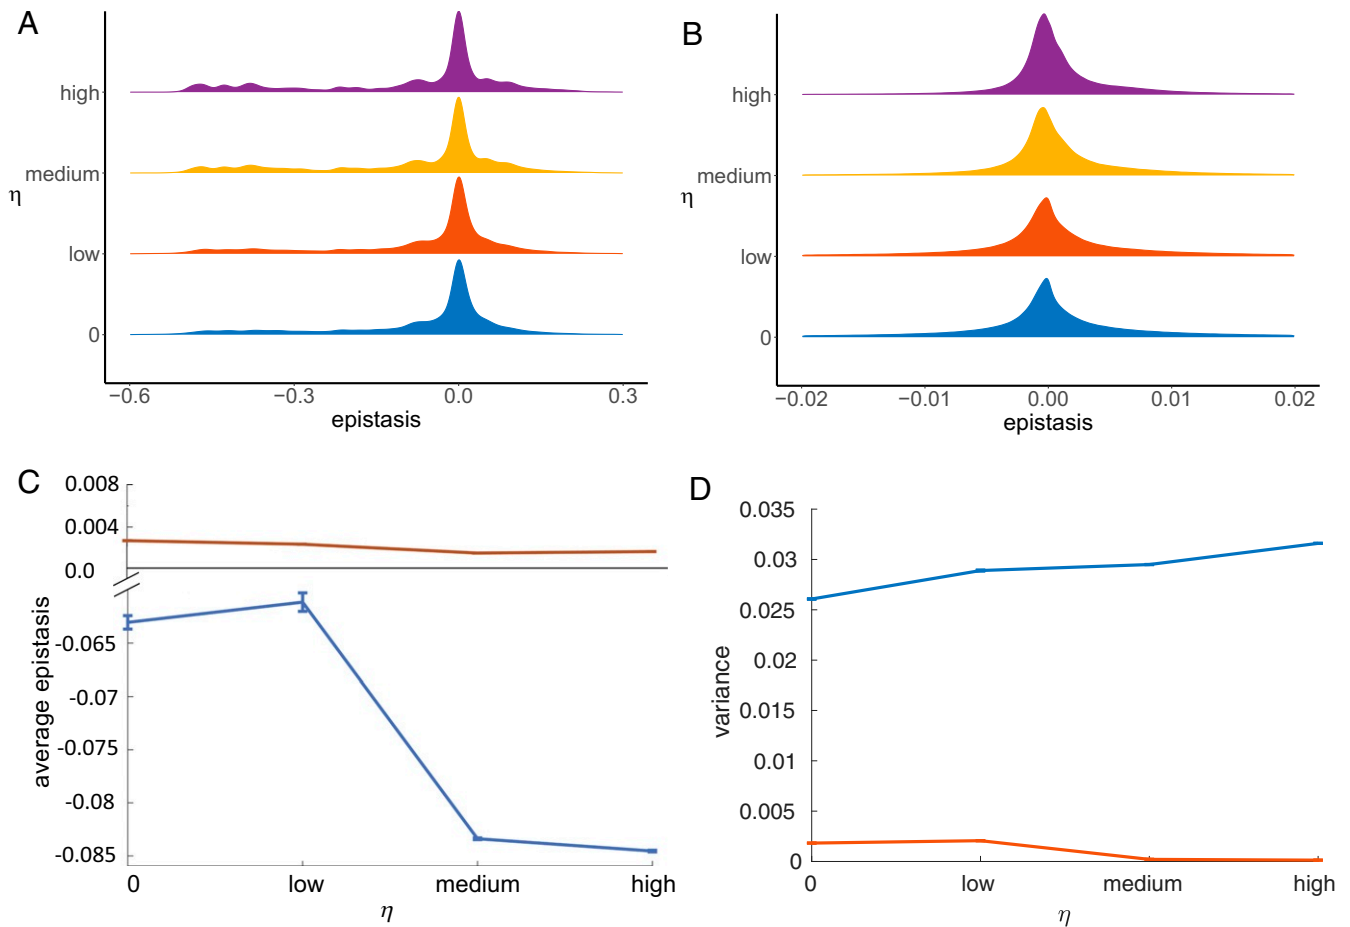 A
high
medium
η
low
0
−0.6
−0.3
0.0
0.3
epistasis
B
high
medium
η
low
0
−0.02
−0.01
0.00
0.01
0.02
epistasis
C
0.008
0.004
0.0
-0.065
-0.07
-0.075
-0.08
-0.085
average epistasis
0
low
medium
high
η
D
0.035
0.03
0.025
0.02
0.015
0.01
0.005
0
variance
0
low
medium
high
η